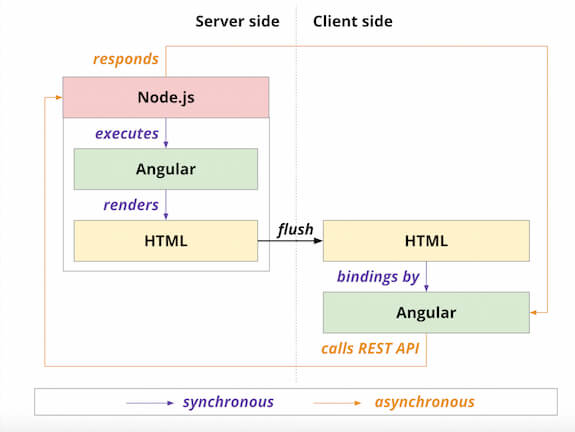 Server side
Client side
responds
Node.js
executes
Angular
renders
HTML
flush
HTML
bindings by
Angular
calls REST API
synchronous
asynchronous